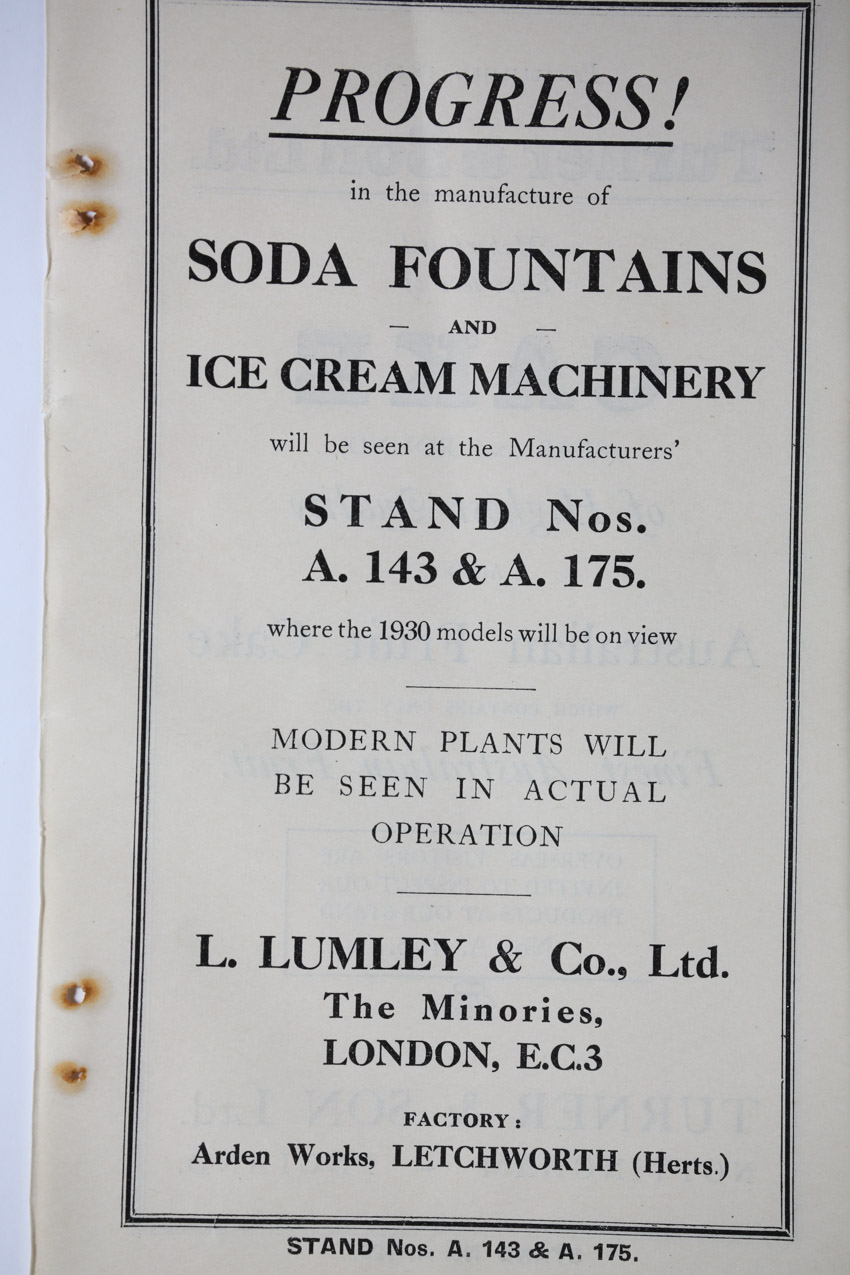 PROGRESS!
in the manufacture of
SODA FOUNTAINS
— AND —
ICE CREAM MACHINERY
will be seen at the Manufacturers'
STAND Nos.
A. 143 & A. 175.
where the 1930 models will be on view
MODERN PLANTS WILL
BE SEEN IN ACTUAL
OPERATION
L. LUMLEY & Co., Ltd.
The Minories,
LONDON, E.C.3
FACTORY:
Arden Works, LETCHWORTH (Herts.)
STAND Nos. A. 143 & A. 175.